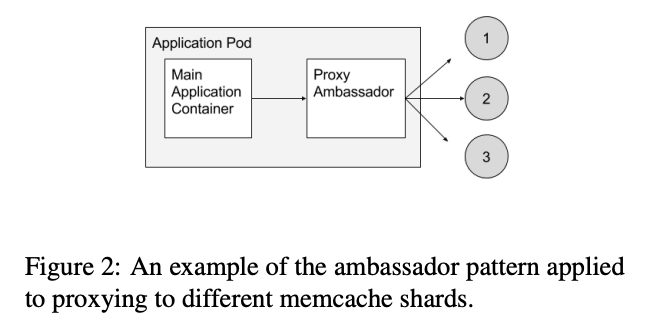 Application Pod
Main
Application
Container
Proxy
Ambassador
1
2
3
Figure 2: An example of the ambassador pattern applied
to proxying to different memcache shards.